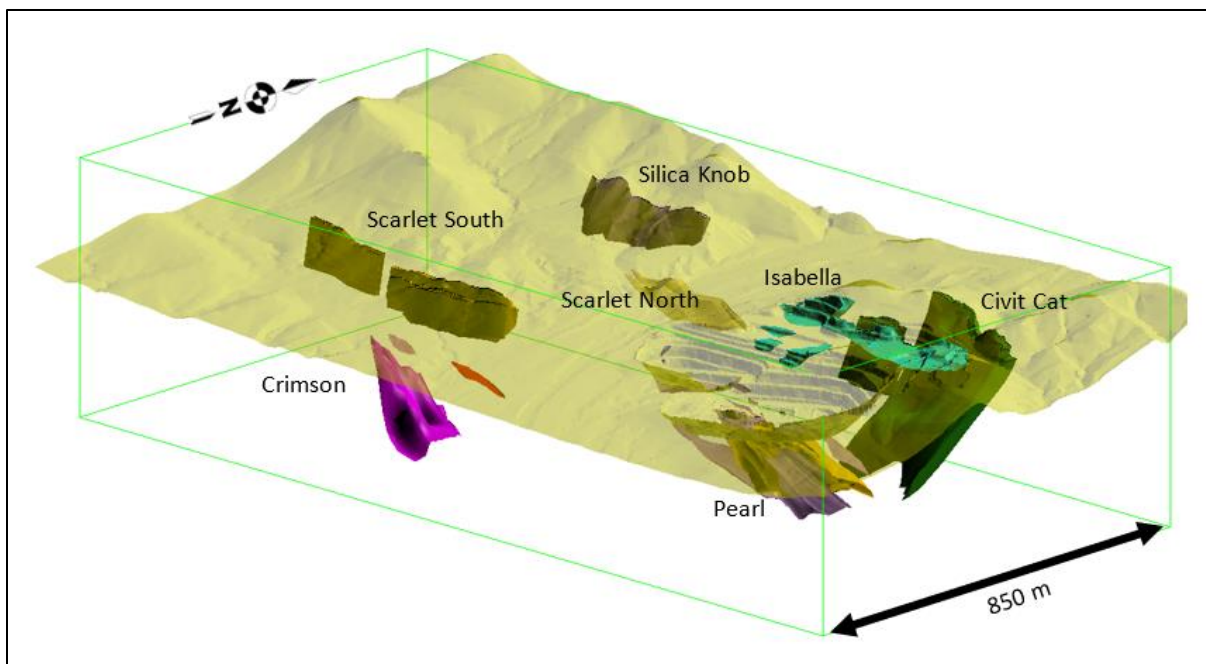 N
Silica Knob
Scarlet South
Isabella
Scarlet North
Civit Cat
Crimson
Pearl
850 m